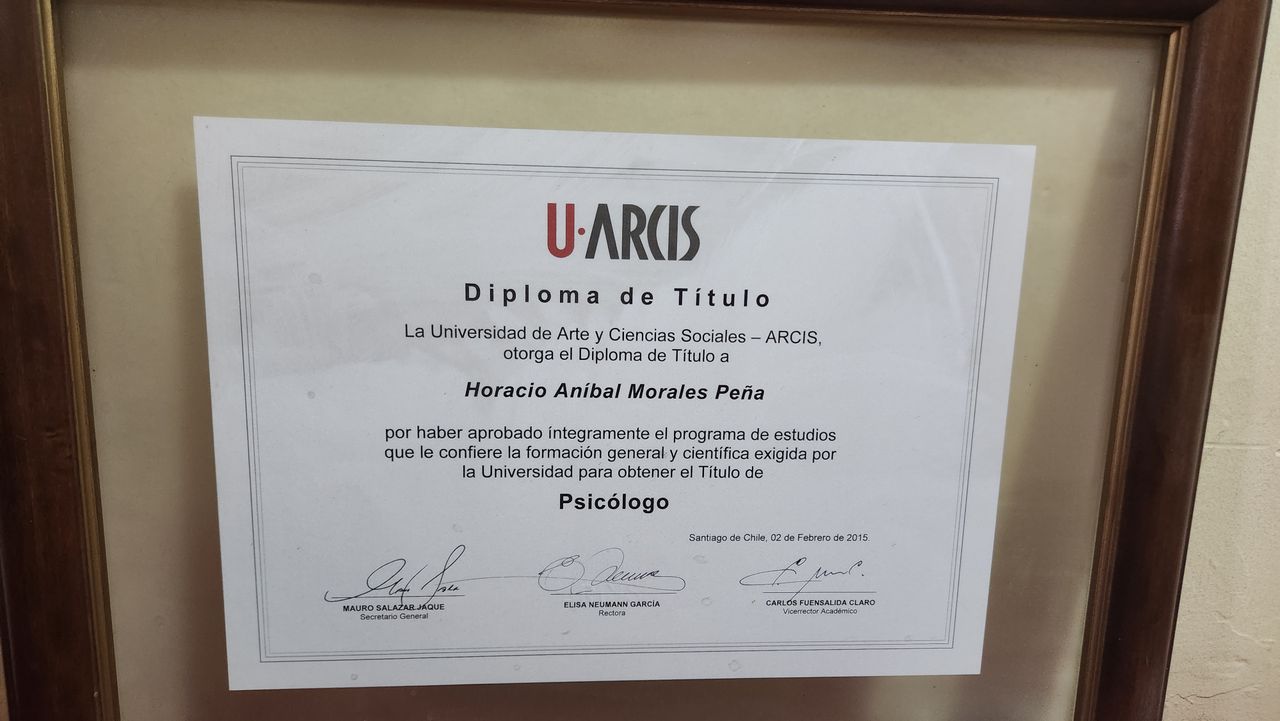 U·ARCIS
Diploma de Título
La Universidad de Arte y Ciencias Sociales – ARCIS,
otorga el Diploma de Título a
Horacio Aníbal Morales Peña
por haber aprobado íntegramente el programa de estudios
que le confiere la formación general y científica exigida por
la Universidad para obtener el Título de
Psicólogo
Santiago de Chile, 02 de Febrero de 2015.
MAURO SALAZAR JAQUE
Secretario General
ELISA NEUMANN GARCÍA
Rectora
CARLOS FUENSALIDA CLARO
Vicerrector Académico